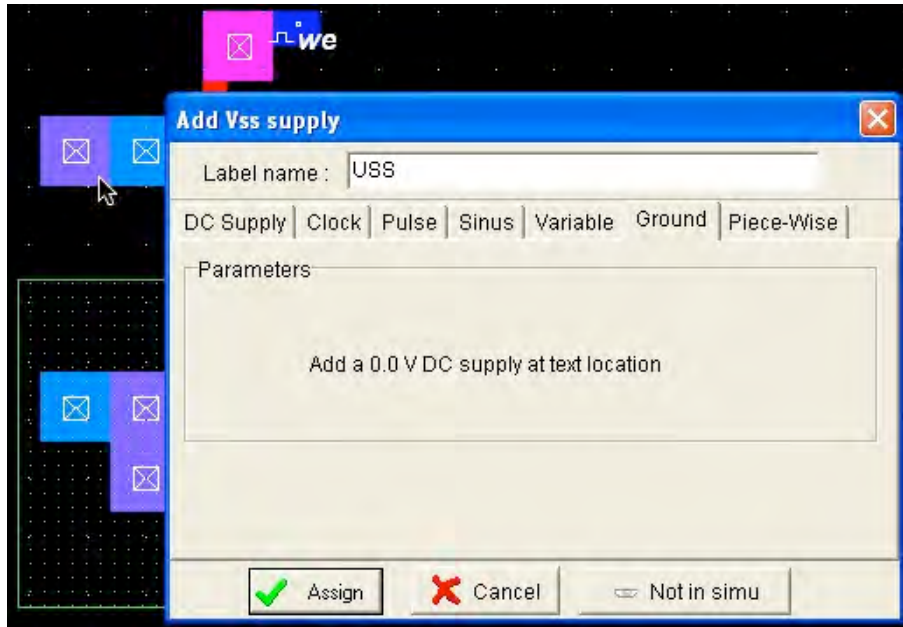 we
Add Vss supply
Label name : USS
DC Supply Clock Pulse Sinus Variable Ground Piece-Wise
Parameters
Add a 0.0 V DC supply at text location
Assign Cancel Not in simu